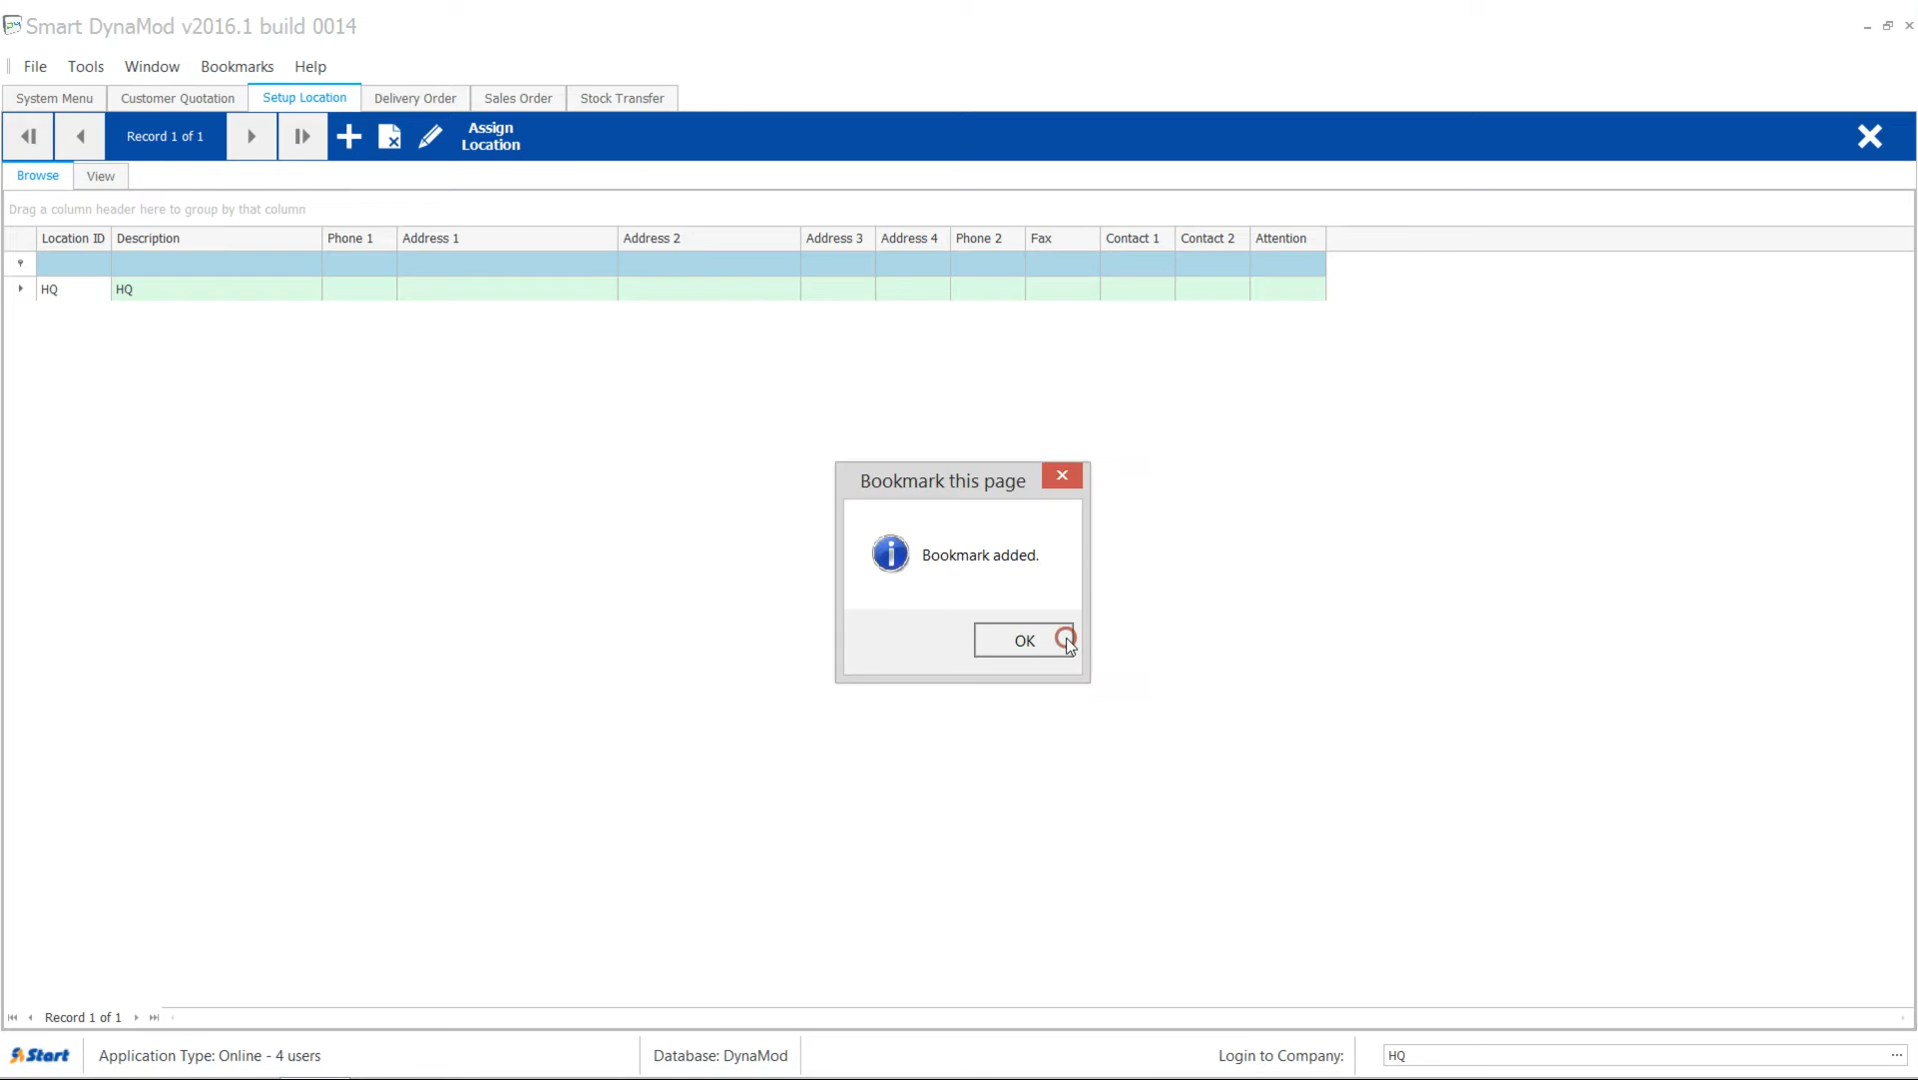 Smart DynaMod v2016.1 build 0014
File Tools Window Bookmarks Help
System Menu Customer Quotation Setup Location Delivery Order Sales Order Stock Transfer
Record 1 of 1
Assign
Location
Browse View
Drag a column header here to group by that column
Location ID Description Phone 1 Address 1 Address 2 Address 3 Address 4 Phone 2 Fax Contact 1 Contact 2 Attention
HQ HQ
Bookmark this page
Bookmark added.
OK
Record 1 of 1
Start Application Type: Online - 4 users Database: DynaMod Login to Company: HQ ...